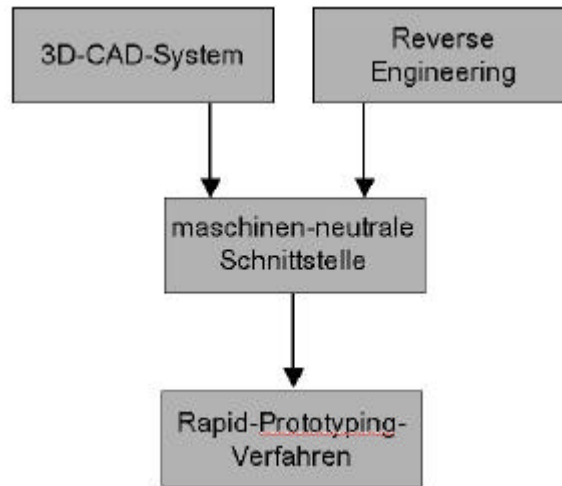 3D-CAD-System
Reverse
Engineering
maschinen-neutrale
Schnittstelle
Rapid-Prototyping-
Verfahren